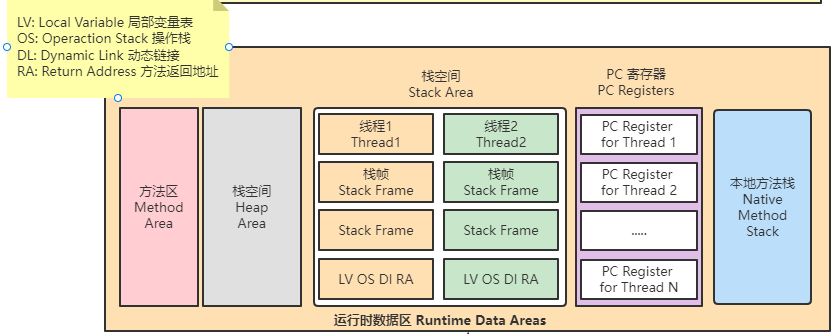 LV: Local Variable 局部变量表
OS: Operaction Stack 操作栈
DL: Dynamic Link 动态链接
RA: Return Address 方法返回地址
栈空间
Stack Area
PC 寄存器
PC Registers
方法区
Method
Area
栈空间
Heap
Area
线程1
Thread1
线程2
Thread2
栈帧
Stack Frame
栈帧
Stack Frame
Stack Frame
Stack Frame
LV OS DI RA
LV OS DI RA
PC Register
for Thread 1
PC Register
for Thread 2
.....
PC Register
for Thread N
本地方法栈
Native
Method
Stack
运行时数据区 Runtime Data Areas